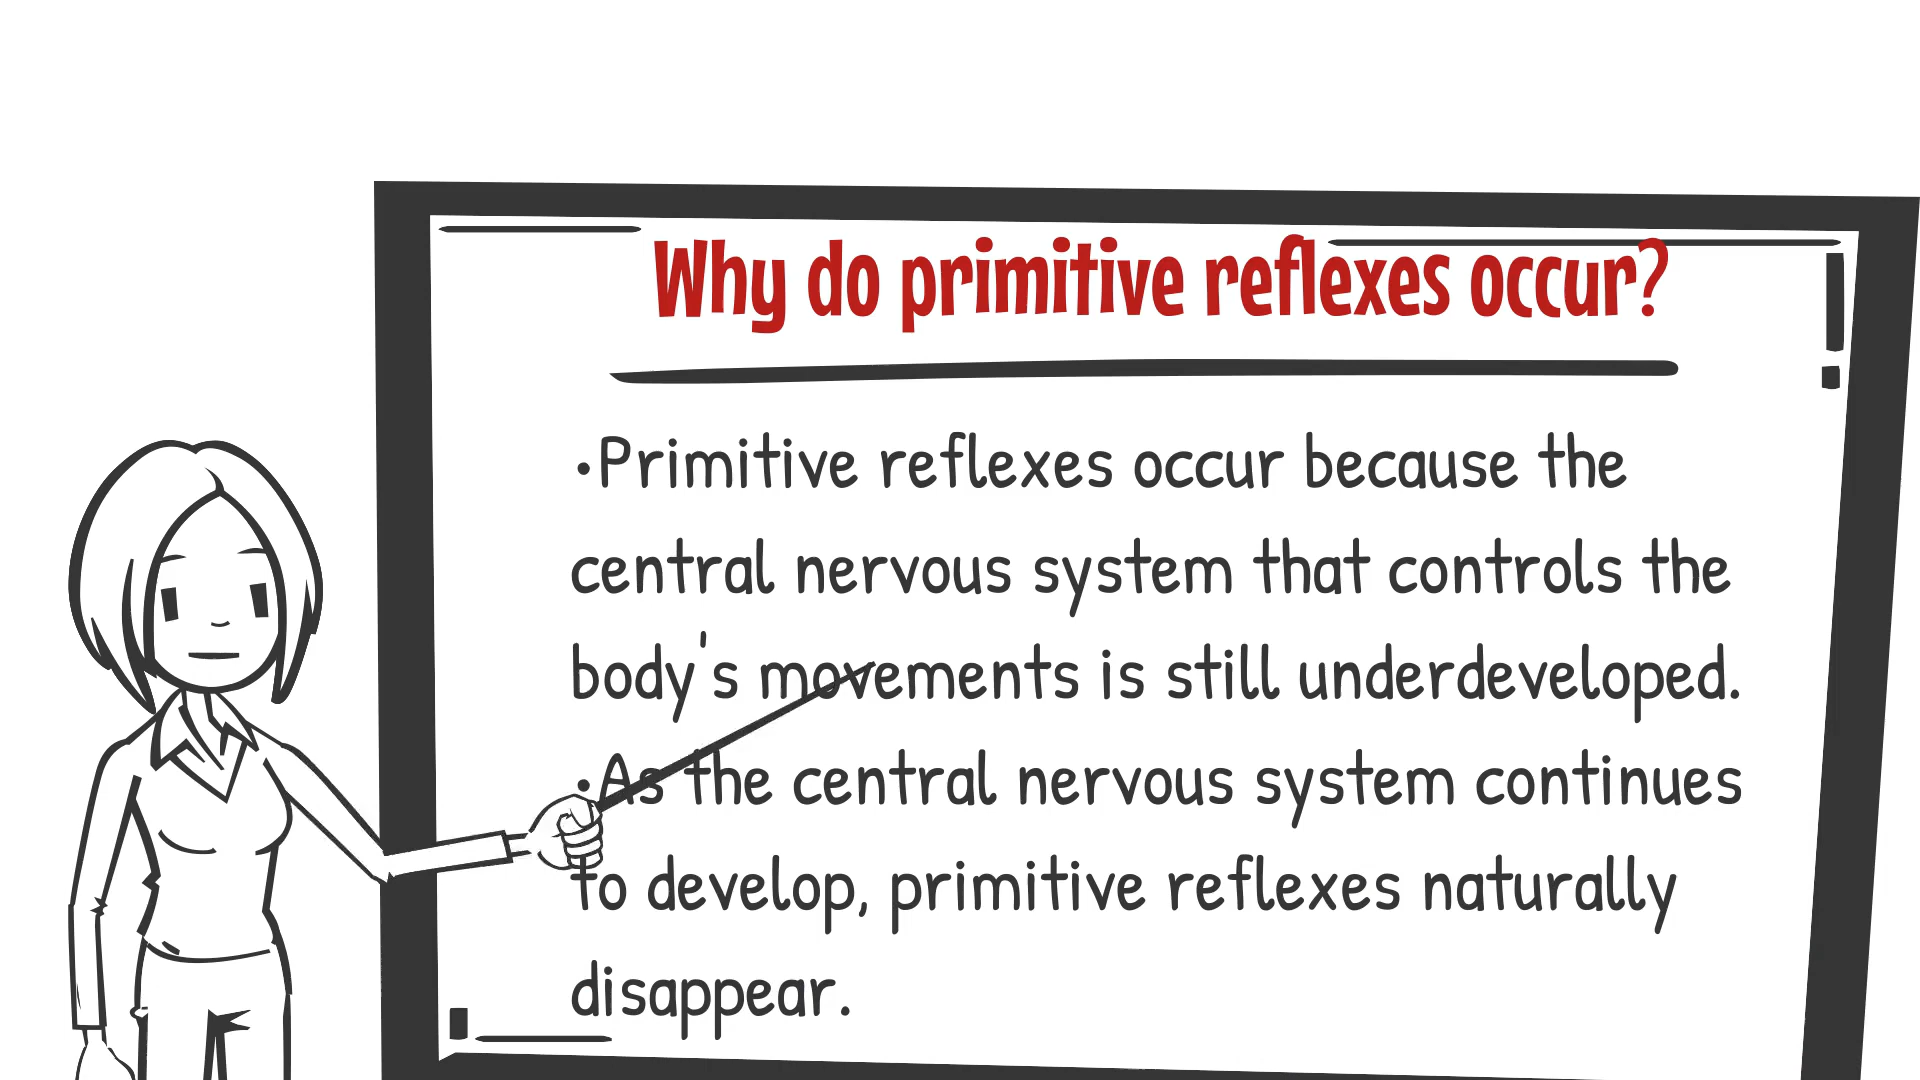 Why do primitive reflexes occur?
•Primitive reflexes occur because the
central nervous system that controls the
body's movements is still underdeveloped.
•As the central nervous system continues
to develop, primitive reflexes naturally
disappear.